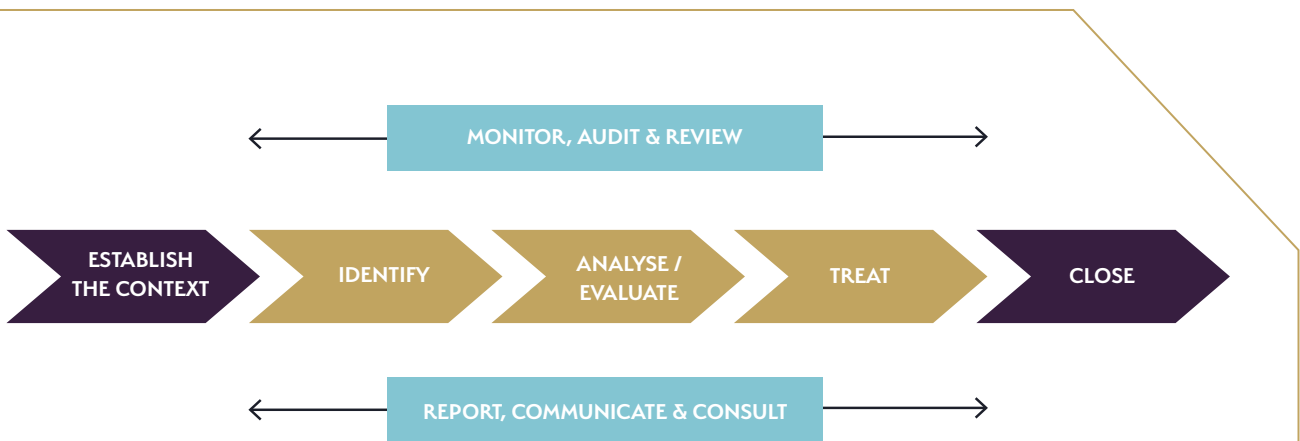 MONITOR, AUDIT & REVIEW
ESTABLISH
THE CONTEXT
IDENTIFY
ANALYSE /
EVALUATE
TREAT
CLOSE
REPORT, COMMUNICATE & CONSULT